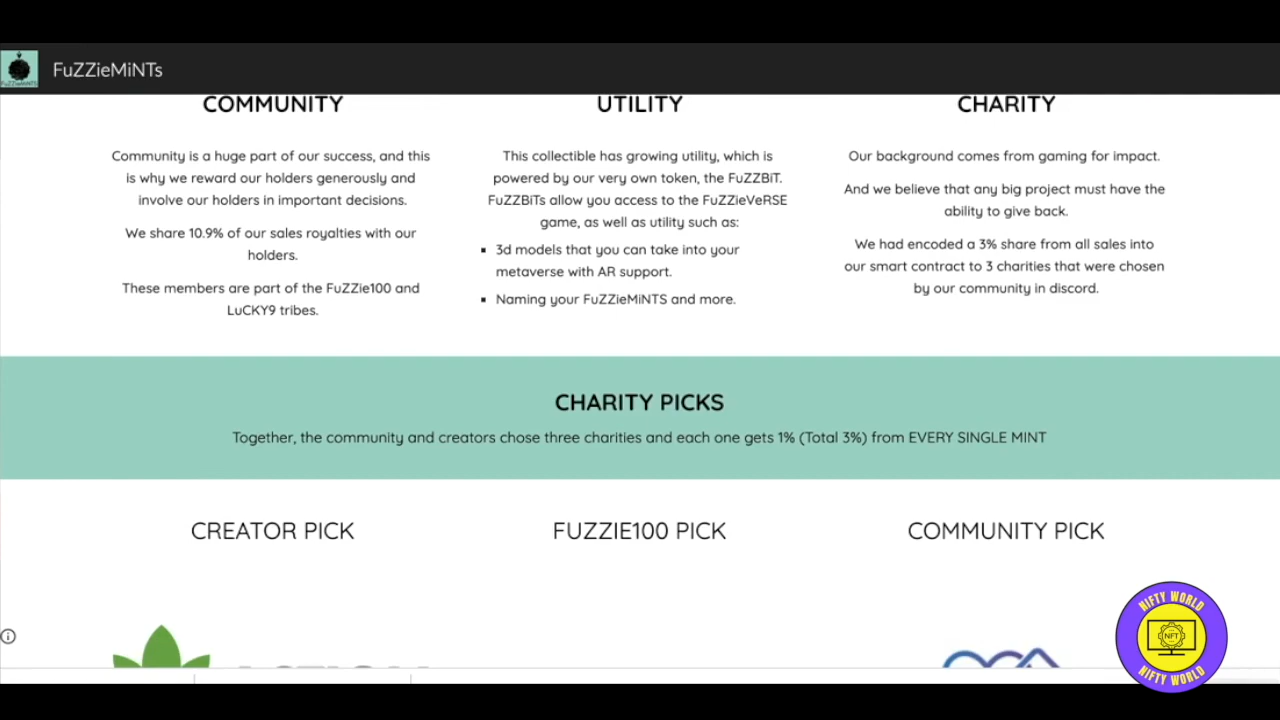 FuZZieMiNTs
COMMUNITY
Community is a huge part of our success, and this
is why we reward our holders generously and
involve our holders in important decisions.
We share 10.9% of our sales royalties with our
holders.
These members are part of the FuZZie100 and
LuCKY9 tribes.
UTILITY
This collectible has growing utility, which is
powered by our very own token, the FuZZBiT.
FuZZBiTs allow you access to the FuZZieVeRSE
game, as well as utility such as:
▪ 3d models that you can take into your
metaverse with AR support.
▪ Naming your FuZZieMiNTS and more.
CHARITY
Our background comes from gaming for impact.
And we believe that any big project must have the
ability to give back.
We had encoded a 3% share from all sales into
our smart contract to 3 charities that were chosen
by our community in discord.
CHARITY PICKS
Together, the community and creators chose three charities and each one gets 1% (Total 3%) from EVERY SINGLE MINT
CREATOR PICK
FUZZIE100 PICK
COMMUNITY PICK
NIFTY WORLD
NFT
NIFTY WORLD